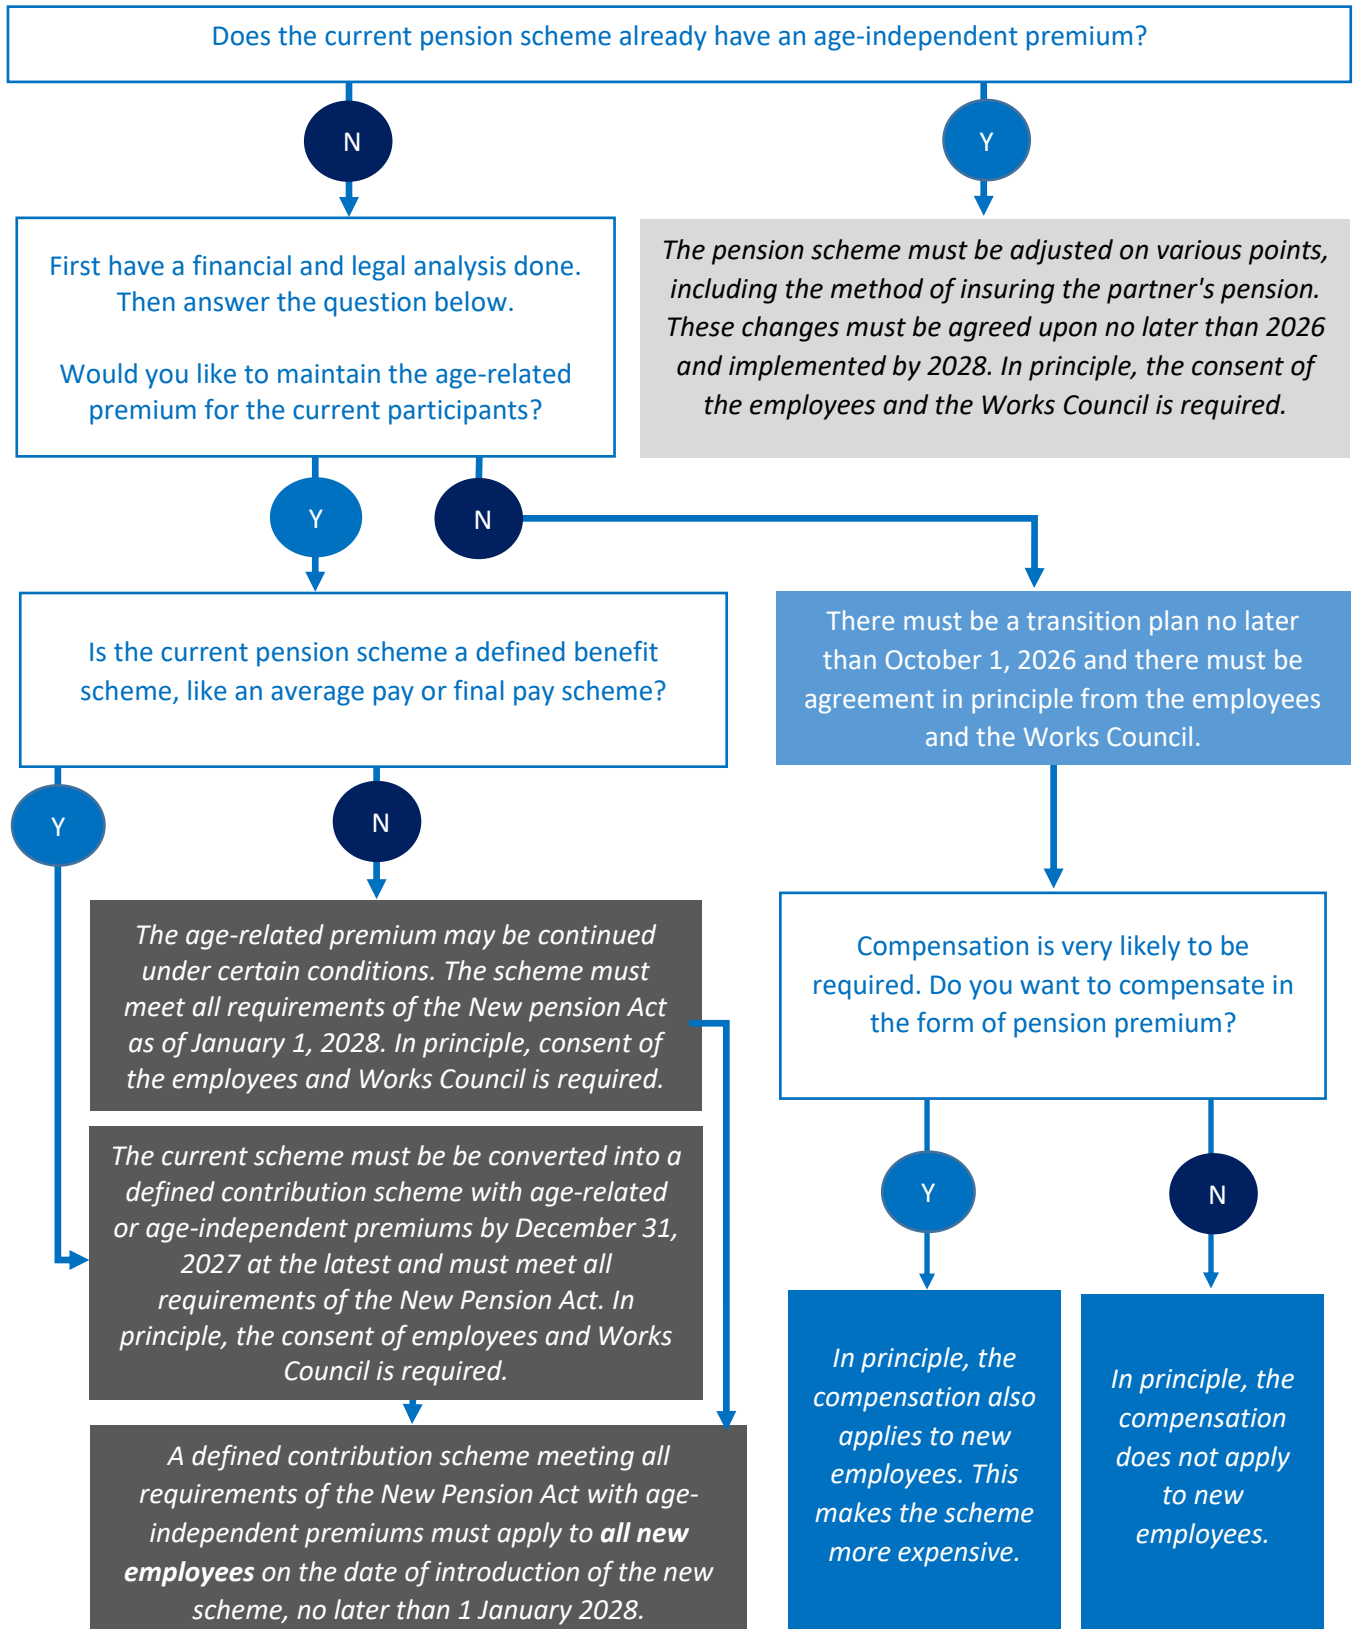 Does the current pension scheme already have an age-independent premium?
N
Y
First have a financial and legal analysis done.
Then answer the question below.
Would you like to maintain the age-related
premium for the current participants?
The pension scheme must be adjusted on various points,
including the method of insuring the partner's pension.
These changes must be agreed upon no later than 2026
and implemented by 2028. In principle, the consent of
the employees and the Works Council is required.
Y
N
Is the current pension scheme a defined benefit
scheme, like an average pay or final pay scheme?
There must be a transition plan no later
than October 1, 2026 and there must be
agreement in principle from the employees
and the Works Council.
Y
N
The age-related premium may be continued
under certain conditions. The scheme must
meet all requirements of the New pension Act
as of January 1, 2028. In principle, consent of
the employees and Works Council is required.
Compensation is very likely to be
required. Do you want to compensate in
the form of pension premium?
The current scheme must be be converted into a
defined contribution scheme with age-related
or age-independent premiums by December 31,
2027 at the latest and must meet all
requirements of the New Pension Act. In
principle, the consent of employees and Works
Council is required.
Y
N
A defined contribution scheme meeting all
requirements of the New Pension Act with age-
independent premiums must apply to all new
employees on the date of introduction of the new
scheme, no later than 1 January 2028.
In principle, the
compensation also
applies to new
employees. This
makes the scheme
more expensive.
In principle, the
compensation
does not apply
to new
employees.